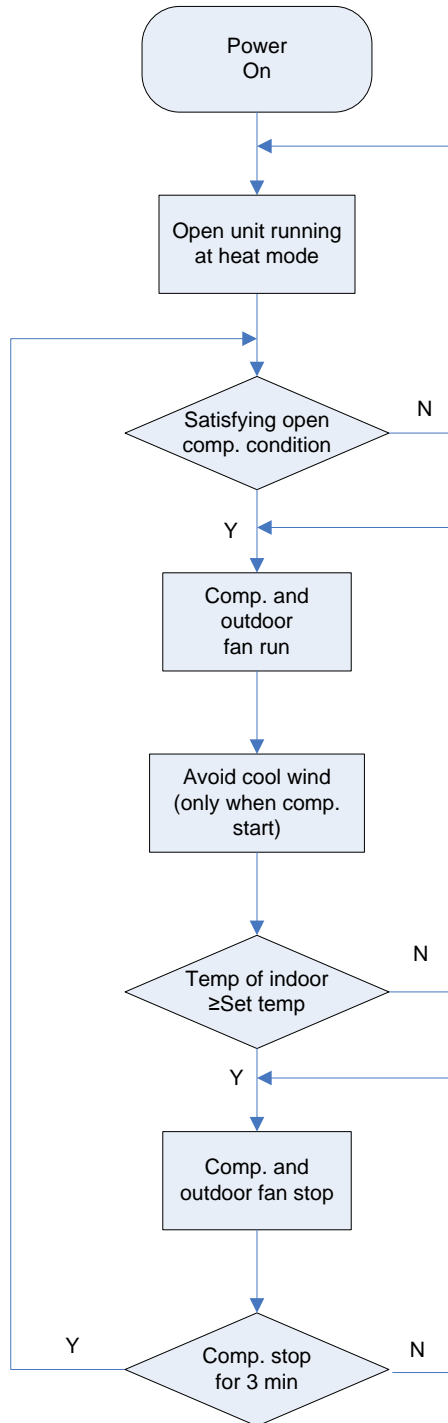 Power
On
Open unit running
at heat mode
Satisfying open
comp. condition
N
Y
Comp. and
outdoor
fan run
Avoid cool wind
(only when comp.
start)
Temp of indoor
≥Set temp
N
Y
Comp. and
outdoor fan stop
Y
Comp. stop
for 3 min
N